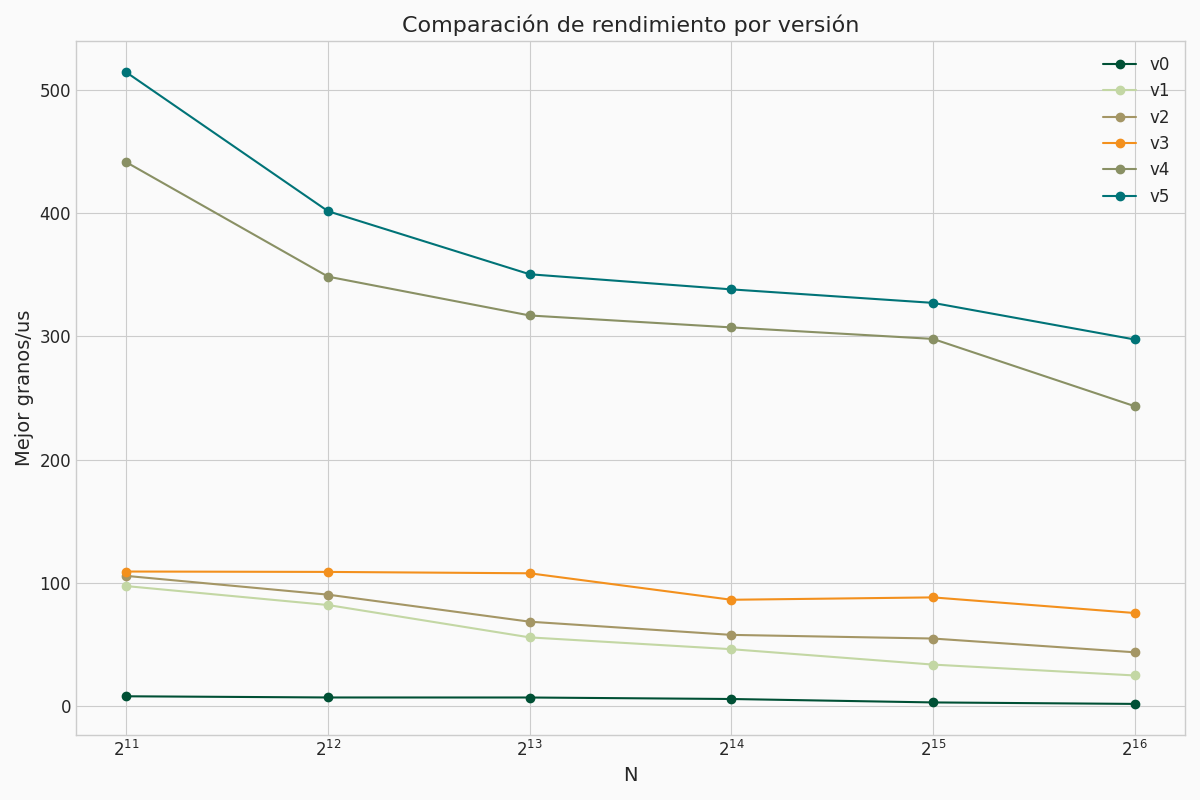 Comparación de rendimiento por versión
Mejor granos/us
500
400
300
200
100
0
2^11 2^12 2^13 2^14 2^15 2^16
N
v0
v1
v2
v3
v4
v5